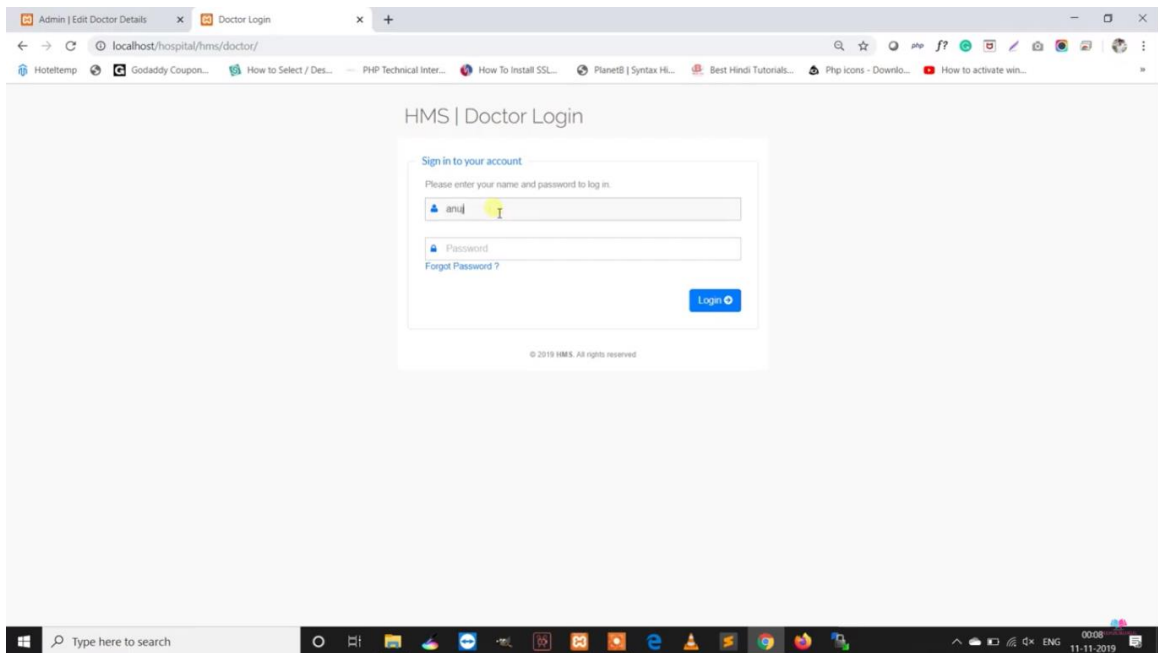 Admin | Edit Doctor Details
Doctor Login
localhost/hospital/hms/doctor/
php
f?
Hoteltemp
G
Godaddy Coupon...
How to Select / Des...
PHP Technical Inter...
How To Install SSL...
PlanetB | Syntax Hi...
Best Hindi Tutorials...
Php icons - Downlo...
How to activate win...
»
HMS | Doctor Login
Sign in to your account
Please enter your name and password to log in.
anuj
Password
Forgot Password ?
Login
© 2019 HMS. All rights reserved
Type here to search
ENG
00:08
11-11-2019